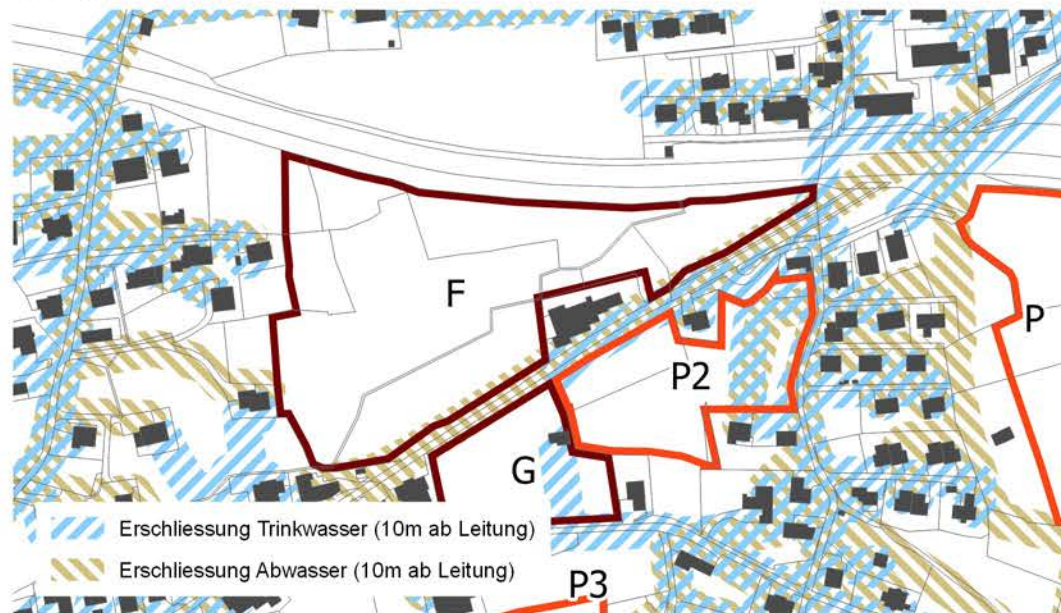 F
P
P2
G
Erschliessung Trinkwasser (10m ab Leitung)
Erschliessung Abwasser (10m ab Leitung)
P3